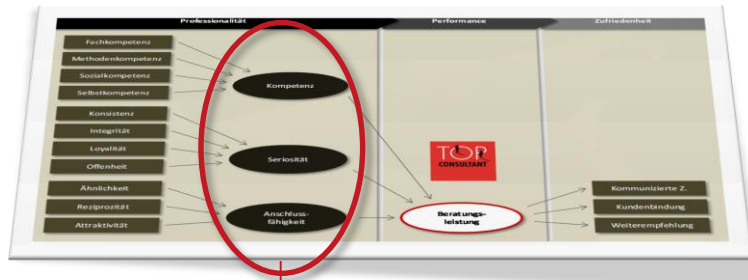 Professionalität
Performance
Zufriedenheit
Fachkompetenz
Methodenkompetenz
Sozialkompetenz
Selbstkompetenz
Kompetenz
Konsistenz
Integrität
Loyalität
Offenheit
Seriosität
TOP
CONSULTANT
Ähnlichkeit
Reziprozität
Attraktivität
Anschluss-
fähigkeit
Beratungs-
leistung
Kommunizierte Z.
Kundenbindung
Weiterempfehlung